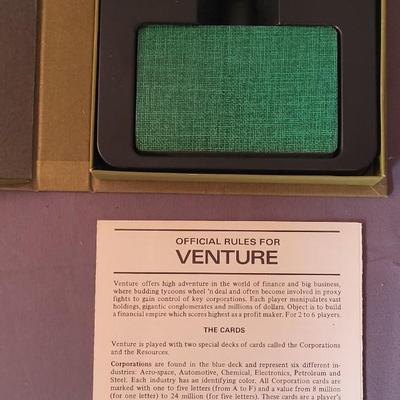 OFFICIAL RULES FOR
VENTURE
Venture offers high adventure in the world of finance and big business,
where budding tycoons wheel 'n deal and often become involved in proxy
fights to gain control of key corporations. Each player manipulates vast
holdings, gigantic conglomerates and millions of dollars. Object is to build
a financial empire which scores highest as a profit maker. For 2 to 6 players.
THE CARDS
Venture is played with two special decks of cards called the Corporations
and the Resources.
Corporations are found in the blue deck and represent six different in-
dustries: Aero-space, Automotive, Chemical, Electronics, Petroleum and
Steel. Each industry has an identifying color. All Corporation cards are
marked with one to five letters (from A to F) and a value from 8 million
(for one letter) to 24 million (for five letters). These cards are a player's